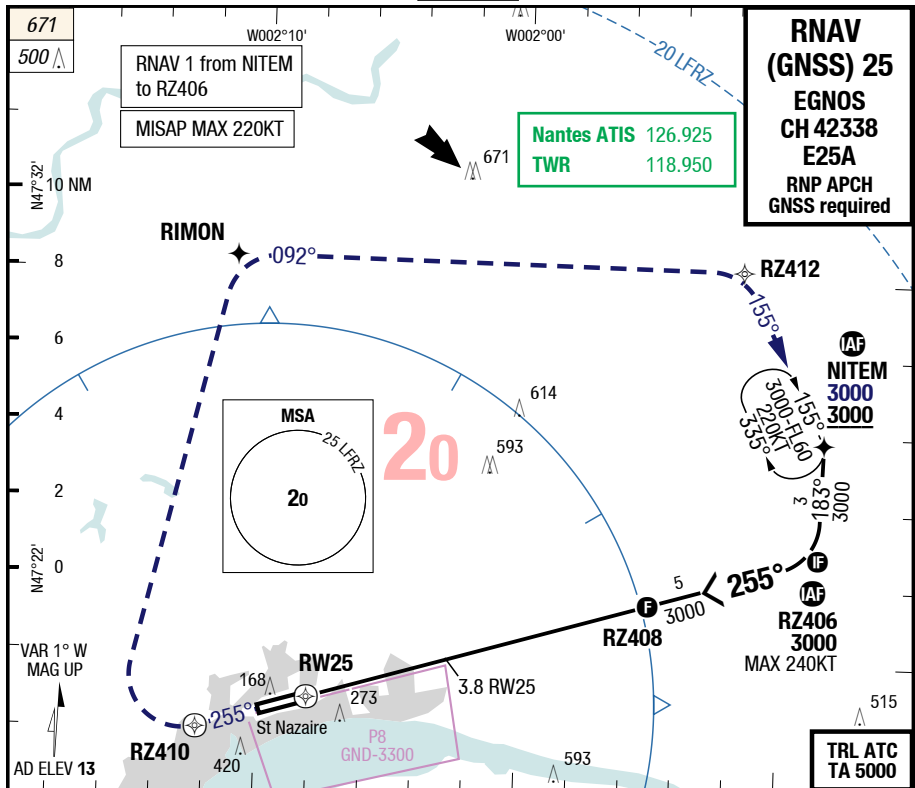 671
500
W002°10'
W002°00'
20 LFRZ
RNAV
(GNSS) 25
EGNOS
CH 42338
E25A
RNP APCH
GNSS required
RNAV 1 from NITEM
to RZ406
MISAP MAX 220KT
Nantes ATIS 126.925
TWR 118.950
671
N47°32'
10 NM
RIMON
092°
8
RZ412
155°
6
IAF
NITEM
3000
3000
155°
3000-FL60
220KT
335°
4
614
MSA
25 LFRZ
20
20
593
2
3
183°
3000
N47°22'
0
IF
IAF
RZ406
3000
MAX 240KT
5
255°
3000
F
RZ408
VAR 1° W
MAG UP
RW25
3.8 RW25
168
273
255°
St Nazaire
RZ410
P8
GND-3300
420
593
515
AD ELEV 13
TRL ATC
TA 5000